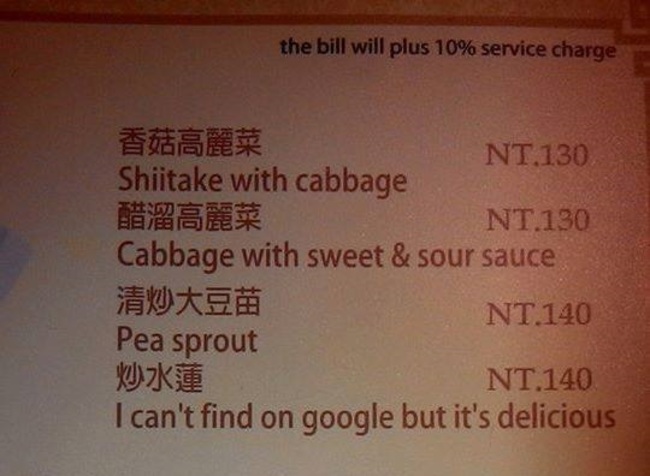 the bill will plus 10% service charge
香菇高麗菜 NT.130
Shiitake with cabbage
醋溜高麗菜 NT.130
Cabbage with sweet & sour sauce
清炒大豆苗 NT.140
Pea sprout
炒水蓮 NT.140
I can't find on google but it's delicious